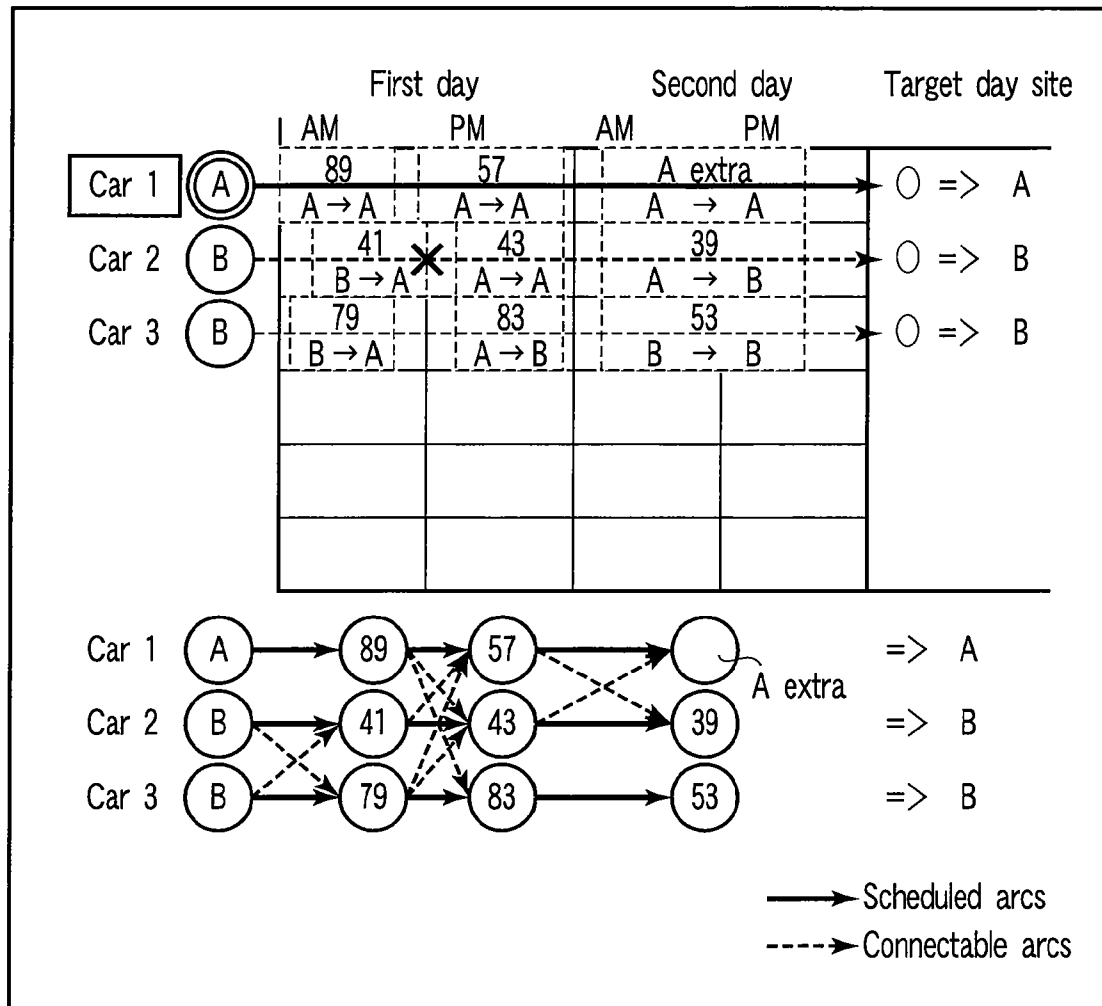 First day Second day Target day site
AM PM AM PM
Car 1 A 89 57 A extra ○ => A
A → A A → A A → A
Car 2 B 41 43 39 ○ => B
B → A A → A A → B
Car 3 B 79 83 53 ○ => B
B → A A → B B → B
Car 1 A 89 57 => A
A extra
Car 2 B 41 43 39 => B
Car 3 B 79 83 53 => B
Scheduled arcs
Connectable arcs